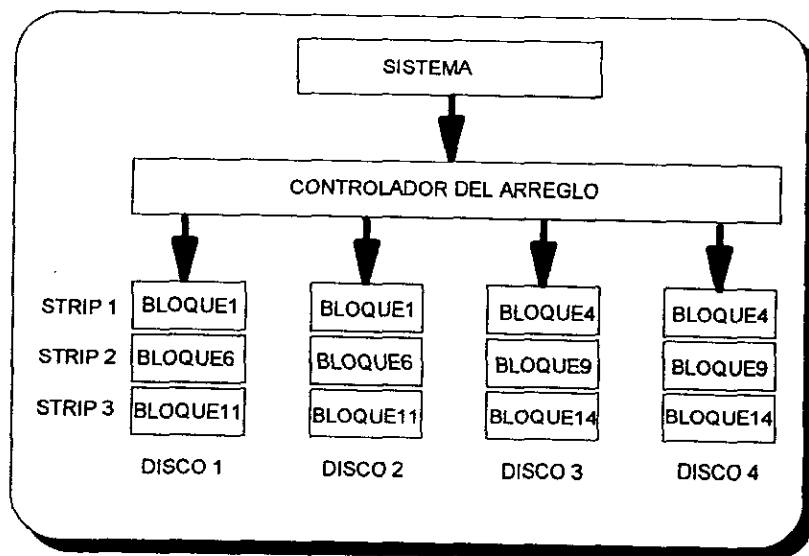 SISTEMA
CONTROLADOR DEL ARREGLO
STRIP 1 BLOQUE1 BLOQUE1 BLOQUE4 BLOQUE4
STRIP 2 BLOQUE6 BLOQUE6 BLOQUE9 BLOQUE9
STRIP 3 BLOQUE11 BLOQUE11 BLOQUE14 BLOQUE14
DISCO 1 DISCO 2 DISCO 3 DISCO 4